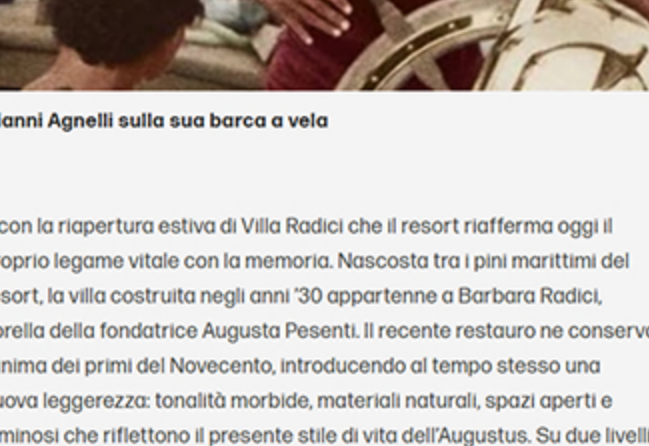 ianni Agnelli sulla sua barca a vela
con la riapertura estiva di Villa Radici che il resort riafferma oggi il
roprio legame vitale con la memoria. Nascosta tra i pini marittimi del
sort, la villa costruita negli anni ’30 appartenne a Barbara Radici,
orella della fondatrice Augusta Pesenti. Il recente restauro ne conserv
nima dei primi del Novecento, introducendo al tempo stesso una
uova leggerezza: tonalità morbide, materiali naturali, spazi aperti e
minosi che riflettono il presente stile di vita dell’Augustus. Su due livelli